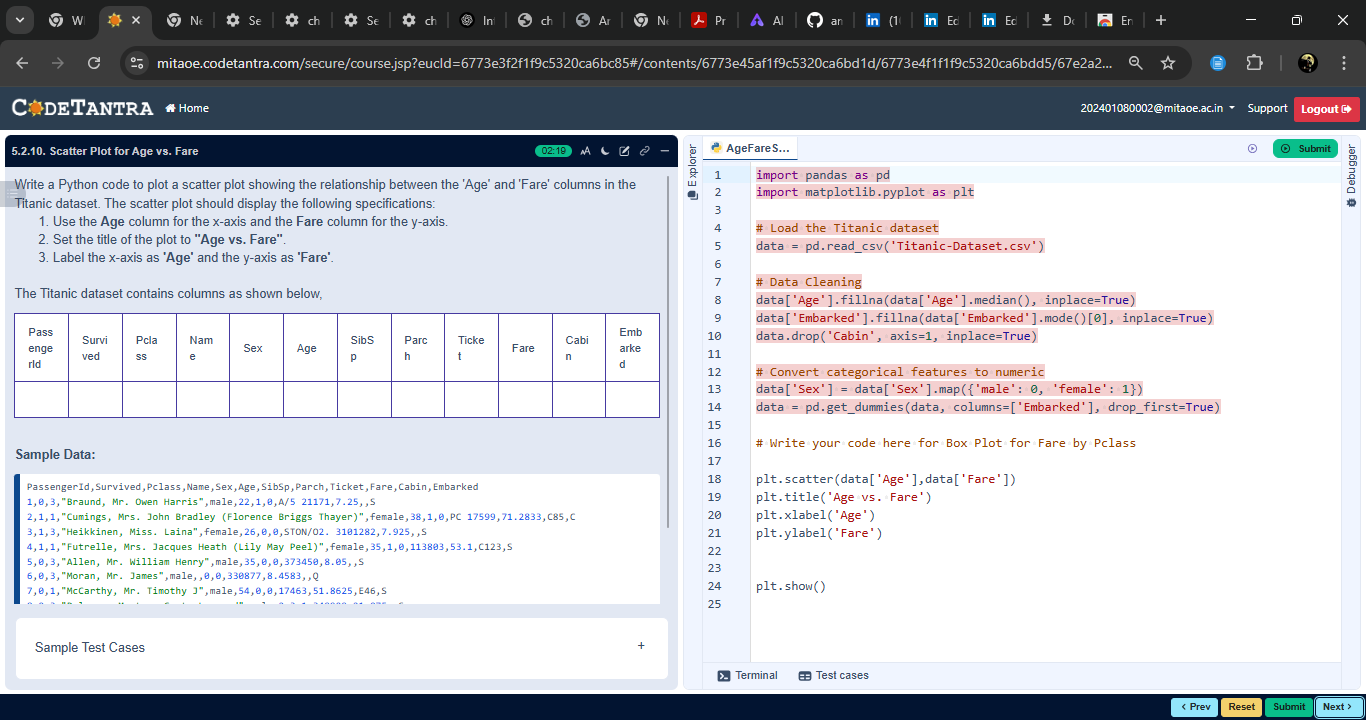 W
Ne
Se
ch
Se
ch
In
ch
Ar
Ne
Pr
AI
an
(1
Ed
Ed
Do
En
mitaoe.codetantra.com/secure/course.jsp?eucId=6773e3f2f1f9c5320ca6bc85#/contents/6773e45af1f9c5320ca6bd1d/6773e4f1f1f9c5320ca6bdd5/67e2a2...
CODETANTRA
Home
202401080002@mitaoe.ac.in
Support
Logout
5.2.10. Scatter Plot for Age vs. Fare
02:19
AA
Write a Python code to plot a scatter plot showing the relationship between the 'Age' and 'Fare' columns in the
Titanic dataset. The scatter plot should display the following specifications:
1. Use the Age column for the x-axis and the Fare column for the y-axis.
2. Set the title of the plot to "Age vs. Fare".
3. Label the x-axis as 'Age' and the y-axis as 'Fare'.
The Titanic dataset contains columns as shown below,
Pass
enge
rId
Survi
ved
Pcla
ss
Nam
e
Sex
Age
SibS
p
Parc
h
Ticke
t
Fare
Cabi
n
Emb
arke
d
Sample Data:
PassengerId,Survived,Pclass,Name,Sex,Age,SibSp,Parch,Ticket,Fare,Cabin,Embarked
1,0,3,"Braund, Mr. Owen Harris",male,22,1,0,A/5 21171,7.25,,S
2,1,1,"Cumings, Mrs. John Bradley (Florence Briggs Thayer)",female,38,1,0,PC 17599,71.2833,C85,C
3,1,3,"Heikkinen, Miss. Laina",female,26,0,0,STON/O2. 3101282,7.925,,S
4,1,1,"Futrelle, Mrs. Jacques Heath (Lily May Peel)",female,35,1,0,113803,53.1,C123,S
5,0,3,"Allen, Mr. William Henry",male,35,0,0,373450,8.05,,S
6,0,3,"Moran, Mr. James",male,,0,0,330877,8.4583,,Q
7,0,1,"McCarthy, Mr. Timothy J",male,54,0,0,17463,51.8625,E46,S
Sample Test Cases
+
Explorer
AgeFareS...
Submit
Debugger
1 import pandas as pd
2 import matplotlib.pyplot as plt
3
4 # Load the Titanic dataset
5 data = pd.read_csv('Titanic-Dataset.csv')
6
7 # Data Cleaning
8 data['Age'].fillna(data['Age'].median(), inplace=True)
9 data['Embarked'].fillna(data['Embarked'].mode()[0], inplace=True)
10 data.drop('Cabin', axis=1, inplace=True)
11
12 # Convert categorical features to numeric
13 data['Sex'] = data['Sex'].map({'male': 0, 'female': 1})
14 data = pd.get_dummies(data, columns=['Embarked'], drop_first=True)
15
16 # Write your code here for Box Plot for Fare by Pclass
17
18 plt.scatter(data['Age'],data['Fare'])
19 plt.title('Age vs. Fare')
20 plt.xlabel('Age')
21 plt.ylabel('Fare')
22
23
24 plt.show()
25
Terminal
Test cases
< Prev
Reset
Submit
Next >